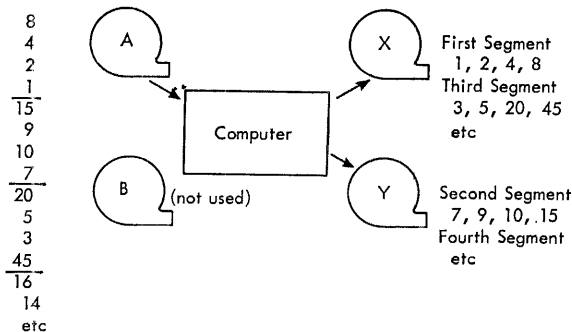 8
4
2
1
15
9
10
7
20
5
3
45
16
14
etc
A
B
(not used)
Computer
X
First Segment
1, 2, 4, 8
Third Segment
3, 5, 20, 45
etc
Y
Second Segment
7, 9, 10, .15
Fourth Segment
etc